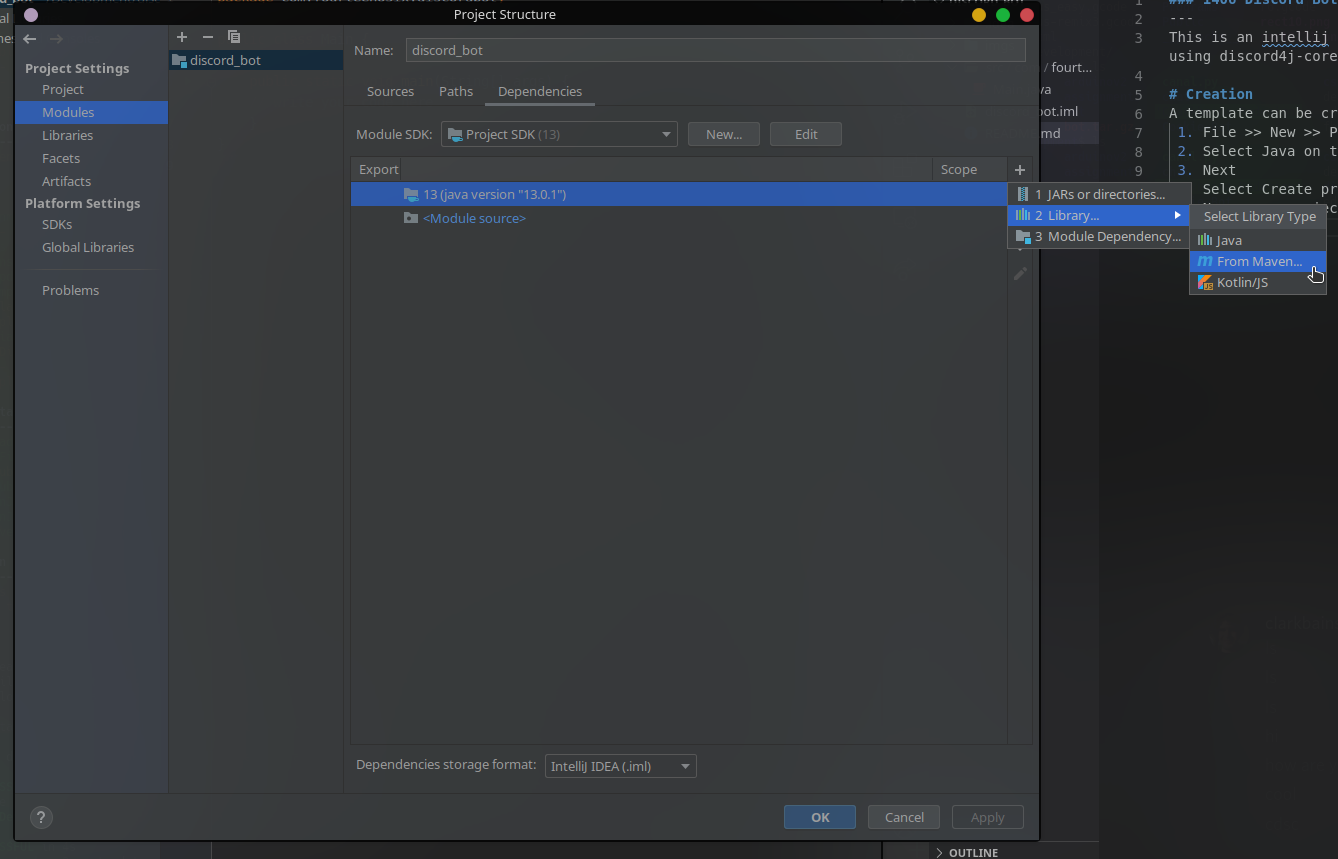 Project Structure
Project Settings
Project
Modules
Libraries
Facets
Artifacts
Platform Settings
SDKs
Global Libraries
Problems
discord_bot
Name: discord_bot
Sources Paths Dependencies
Module SDK: Project SDK (13) New... Edit
Export Scope
13 (java version "13.0.1")
<Module source>
1 JARs or directories...
2 Library...
3 Module Dependency...
Select Library Type
Java
From Maven...
Kotlin/JS
JS
Dependencies storage format: IntelliJ IDEA (.iml)
? OK Cancel Apply
/ fourt...
va
bot.iml
md
1 ### 1400 Discord Bot
2 ---
3 This is an intellij
using discord4j-core
4
5 # Creation
6 A template can be cr
7 1. File >> New >> P
8 2. Select Java on t
9 3. Next
Select Create pr
OUTLINE